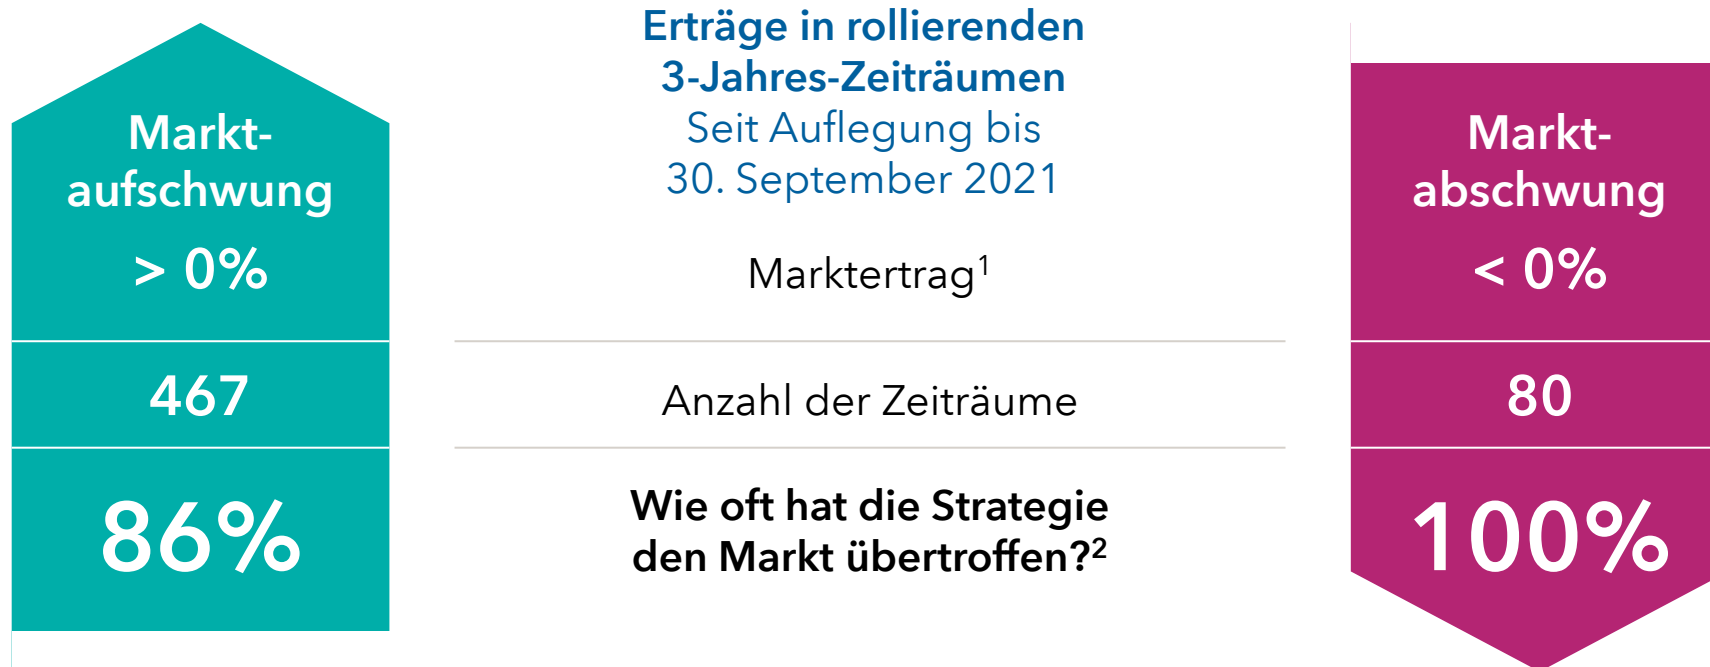 Erträge in rollierenden
3-Jahres-Zeiträumen
Seit Auflegung bis
30. September 2021
Markt-
aufschwung
> 0%
Marktertrag¹
Markt-
abschwung
< 0%
467
Anzahl der Zeiträume
80
86%
Wie oft hat die Strategie
den Markt übertroffen?²
100%